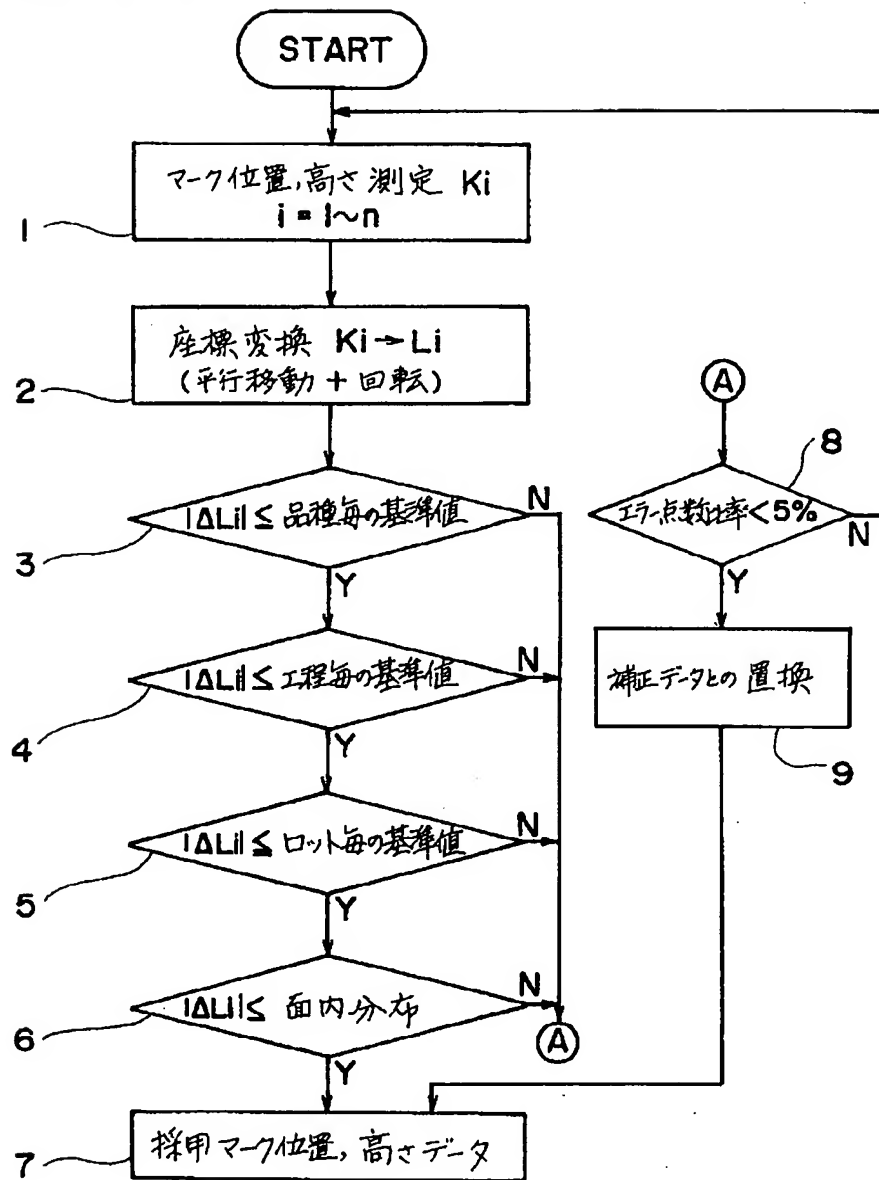 START
マーク位置,高さ測定 Ki
i = 1~n
1
座標変換 Ki→Li
(平行移動 + 回転)
2
|ΔLi| ≦ 品種毎の基準値
N
3
Y
|ΔLi| ≦ 工程毎の基準値
N
4
Y
|ΔLi| ≦ ロット毎の基準値
N
5
Y
|ΔLi| ≦ 面内分布
N
6
A
Y
採用マーク位置,高さデータ
7
A
8
エラー点数比率<5%
N
Y
補正データとの置換
9